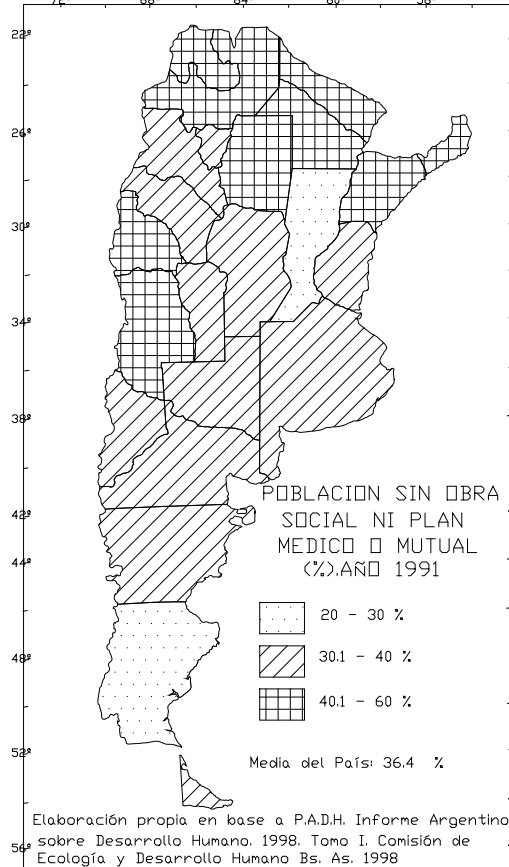 22º
26º
30º
34º
38º
42º
44º
48º
52º
56º
POBLACION SIN OBRA
SOCIAL NI PLAN
MEDICO O MUTUAL
(%).AÑO 1991
20 - 30 %
30.1 - 40 %
40.1 - 60 %
Media del País: 36.4 %
Elaboración propia en base a P.A.D.H. Informe Argentino
sobre Desarrollo Humano. 1998. Tomo I. Comisión de
Ecología y Desarrollo Humano Bs. As. 1998